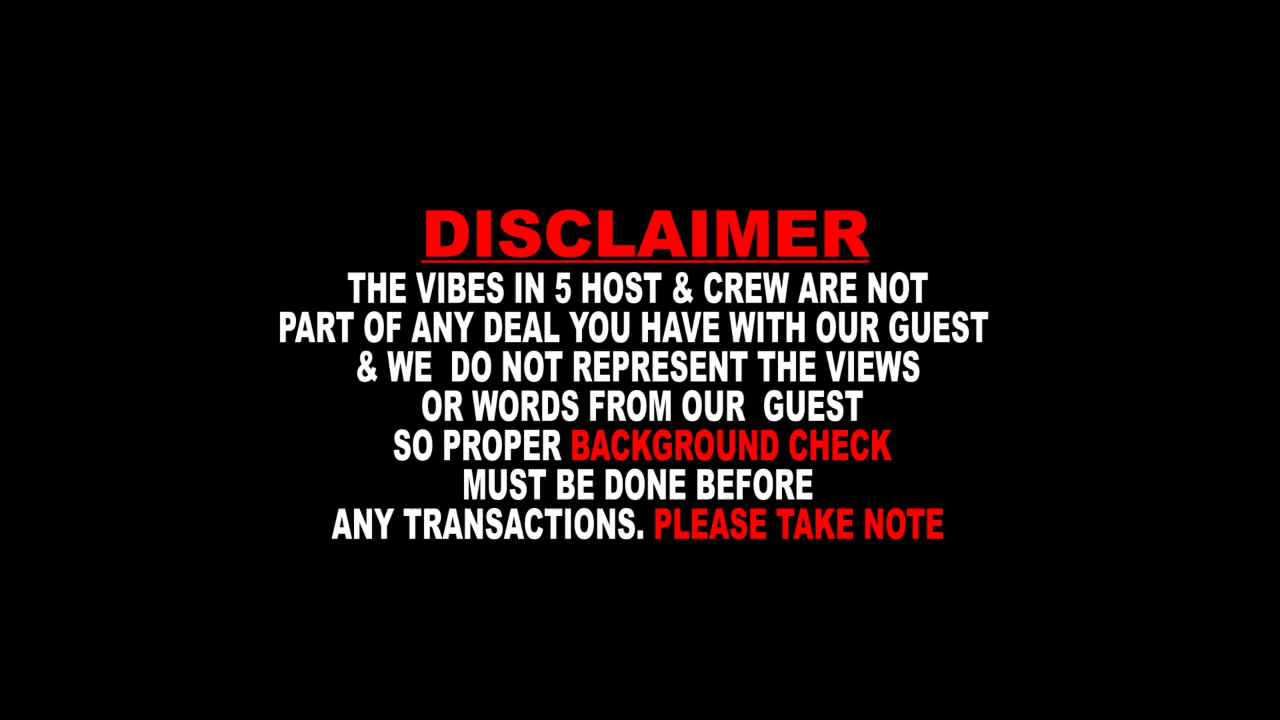 DISCLAIMER
THE VIBES IN 5 HOST & CREW ARE NOT
PART OF ANY DEAL YOU HAVE WITH OUR GUEST
& WE  DO NOT REPRESENT THE VIEWS
OR WORDS FROM OUR  GUEST
SO PROPER BACKGROUND CHECK
MUST BE DONE BEFORE
ANY TRANSACTIONS. PLEASE TAKE NOTE